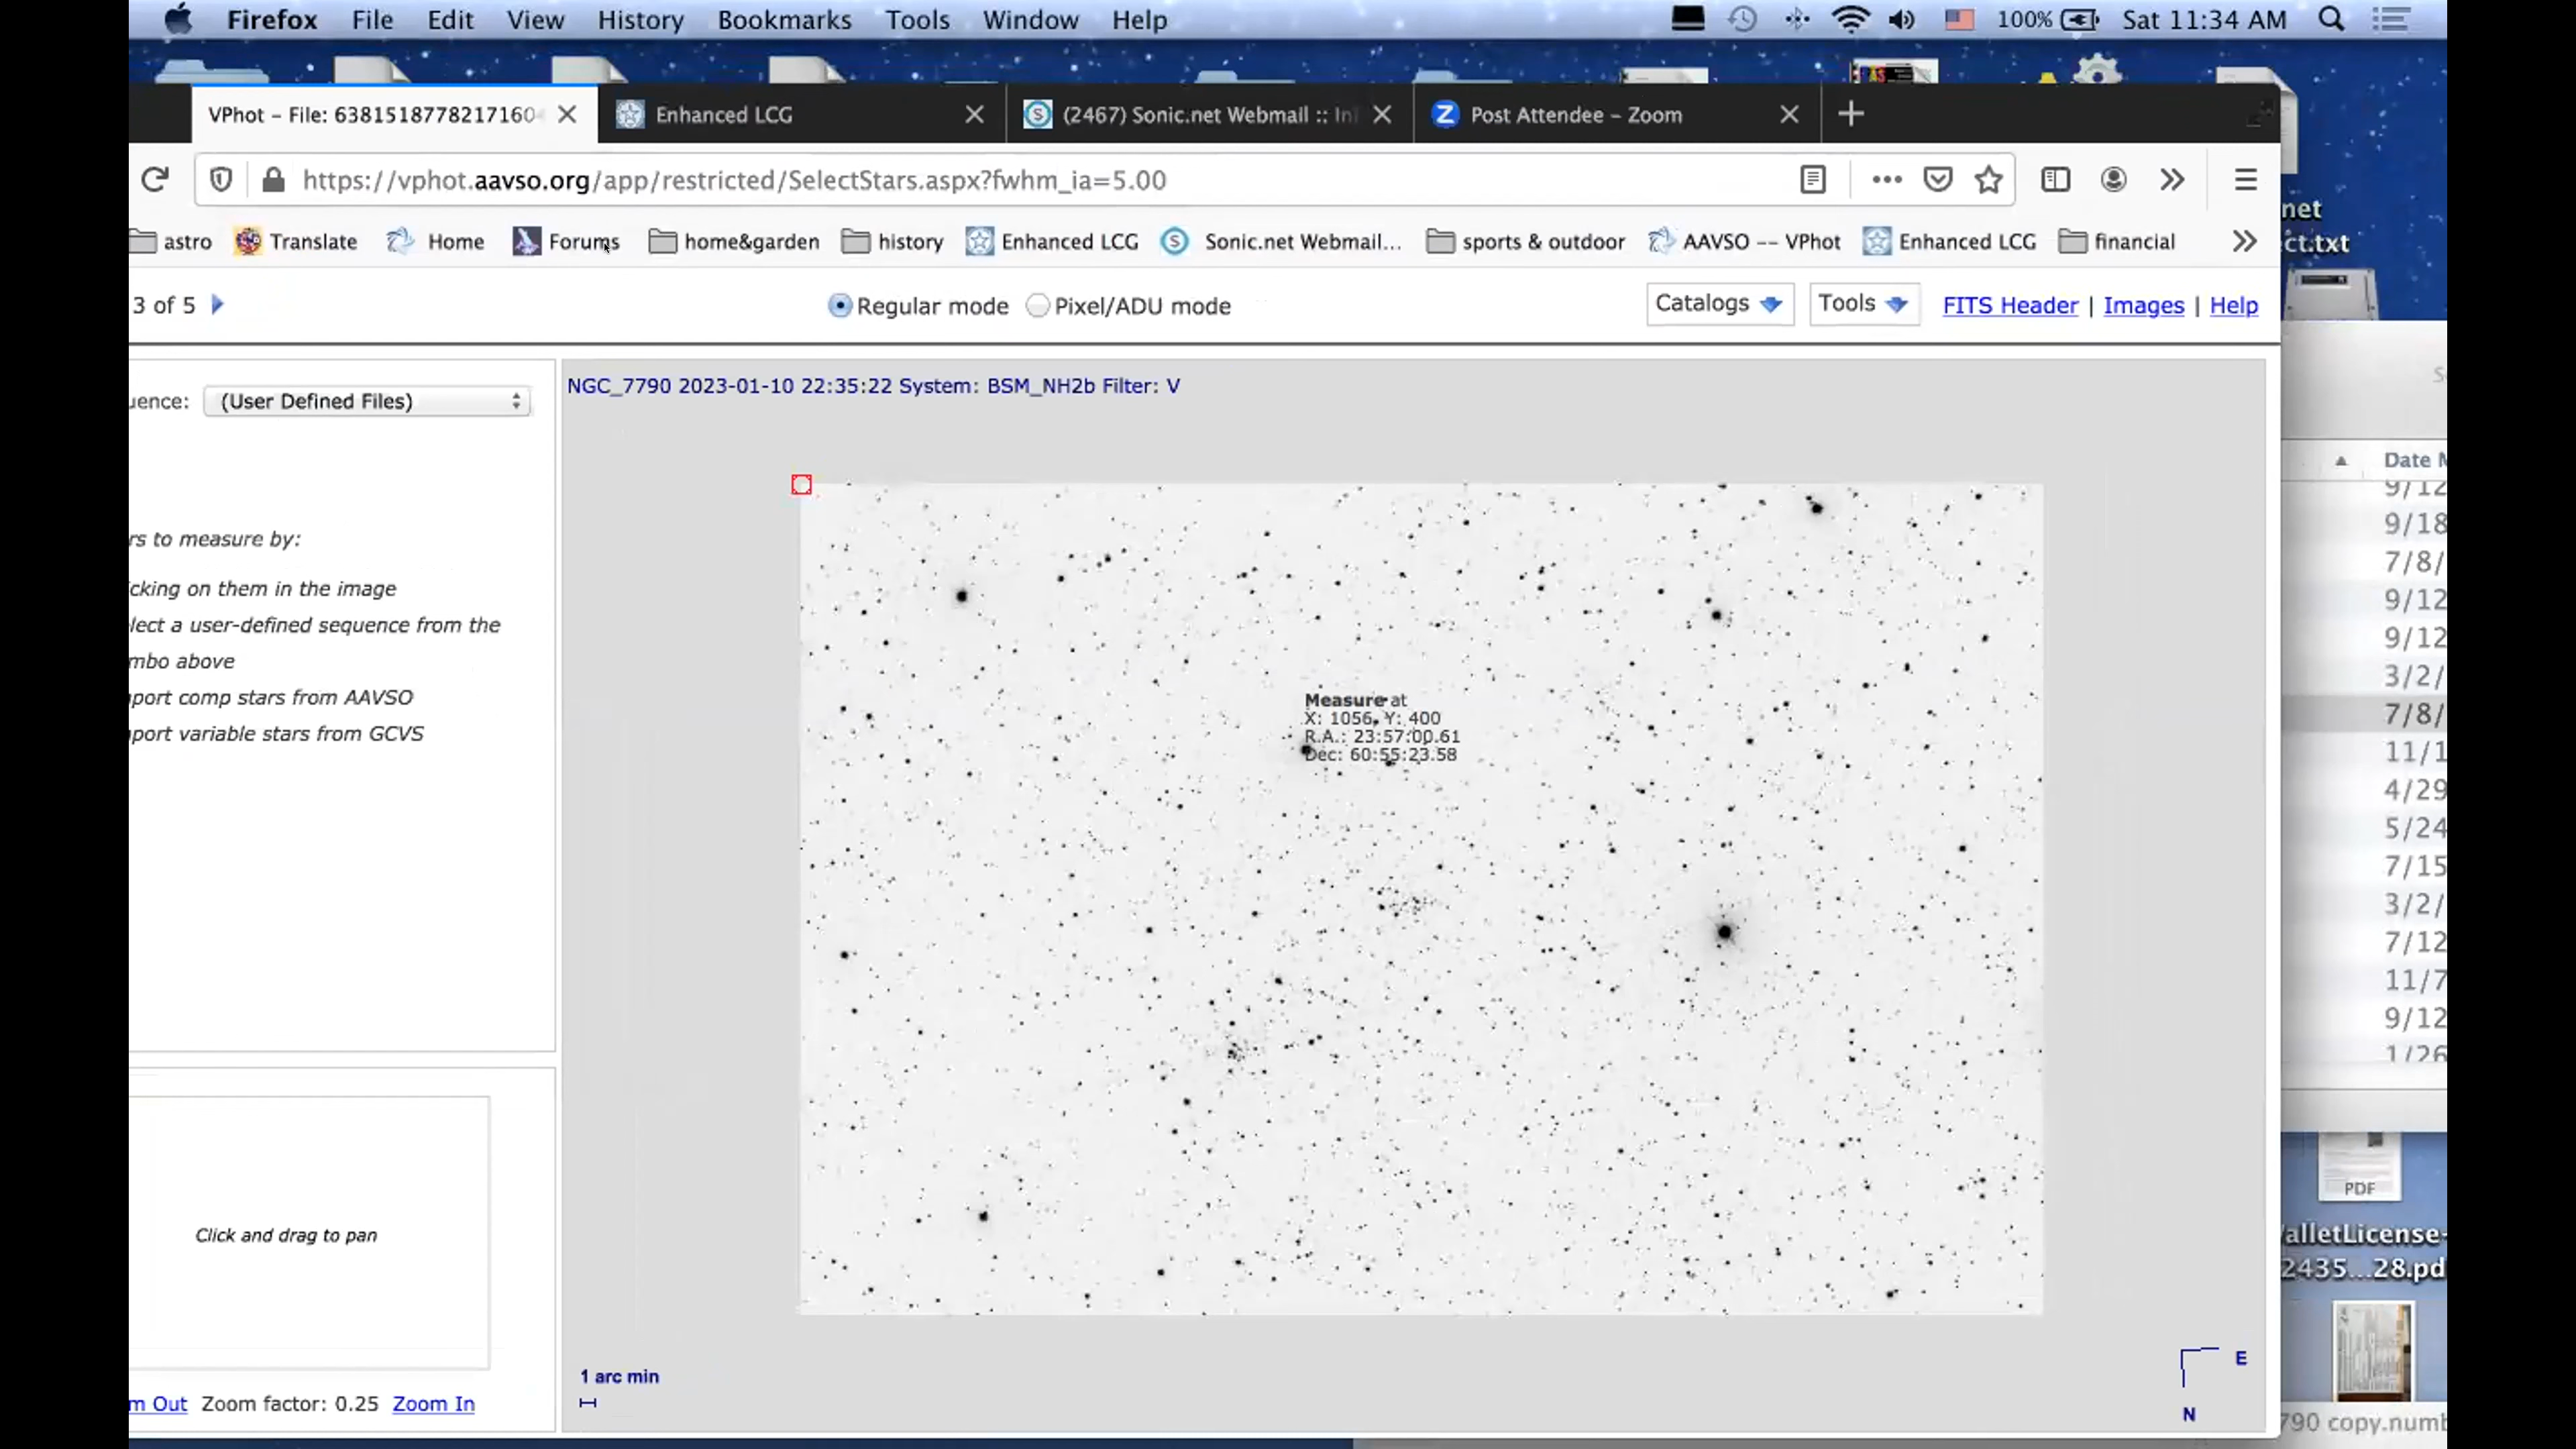 Firefox File Edit View History Bookmarks Tools Window Help 100% Sat 11:34 AM
VPhot – File: 6381518778217160 Enhanced LCG (2467) Sonic.net Webmail :: In Post Attendee – Zoom
https://vphot.aavso.org/app/restricted/SelectStars.aspx?fwhm_ia=5.00
astro Translate Home Forums home&garden history Enhanced LCG Sonic.net Webmail... sports & outdoor AAVSO -- VPhot Enhanced LCG financial
net
ct.txt
3 of 5 Regular mode Pixel/ADU mode Catalogs Tools FITS Header | Images | Help
uence: (User Defined Files)
NGC_7790 2023-01-10 22:35:22 System: BSM_NH2b Filter: V
rs to measure by:
icking on them in the image
lect a user-defined sequence from the
mbo above
port comp stars from AAVSO
port variable stars from GCVS
Measure at
X: 1056, Y: 400
R.A.: 23:57:00.61
Dec: 60:55:23.58
Click and drag to pan
m Out Zoom factor: 0.25 Zoom In
1 arc min
E
N
Date
9/12
9/18
7/8/
9/12
9/12
3/2/
7/8/
11/1
4/29
5/24
7/15
3/2/
7/12
11/7
9/12
1/26
PDF
alletLicense-
2435...28.pd
790 copy.numb